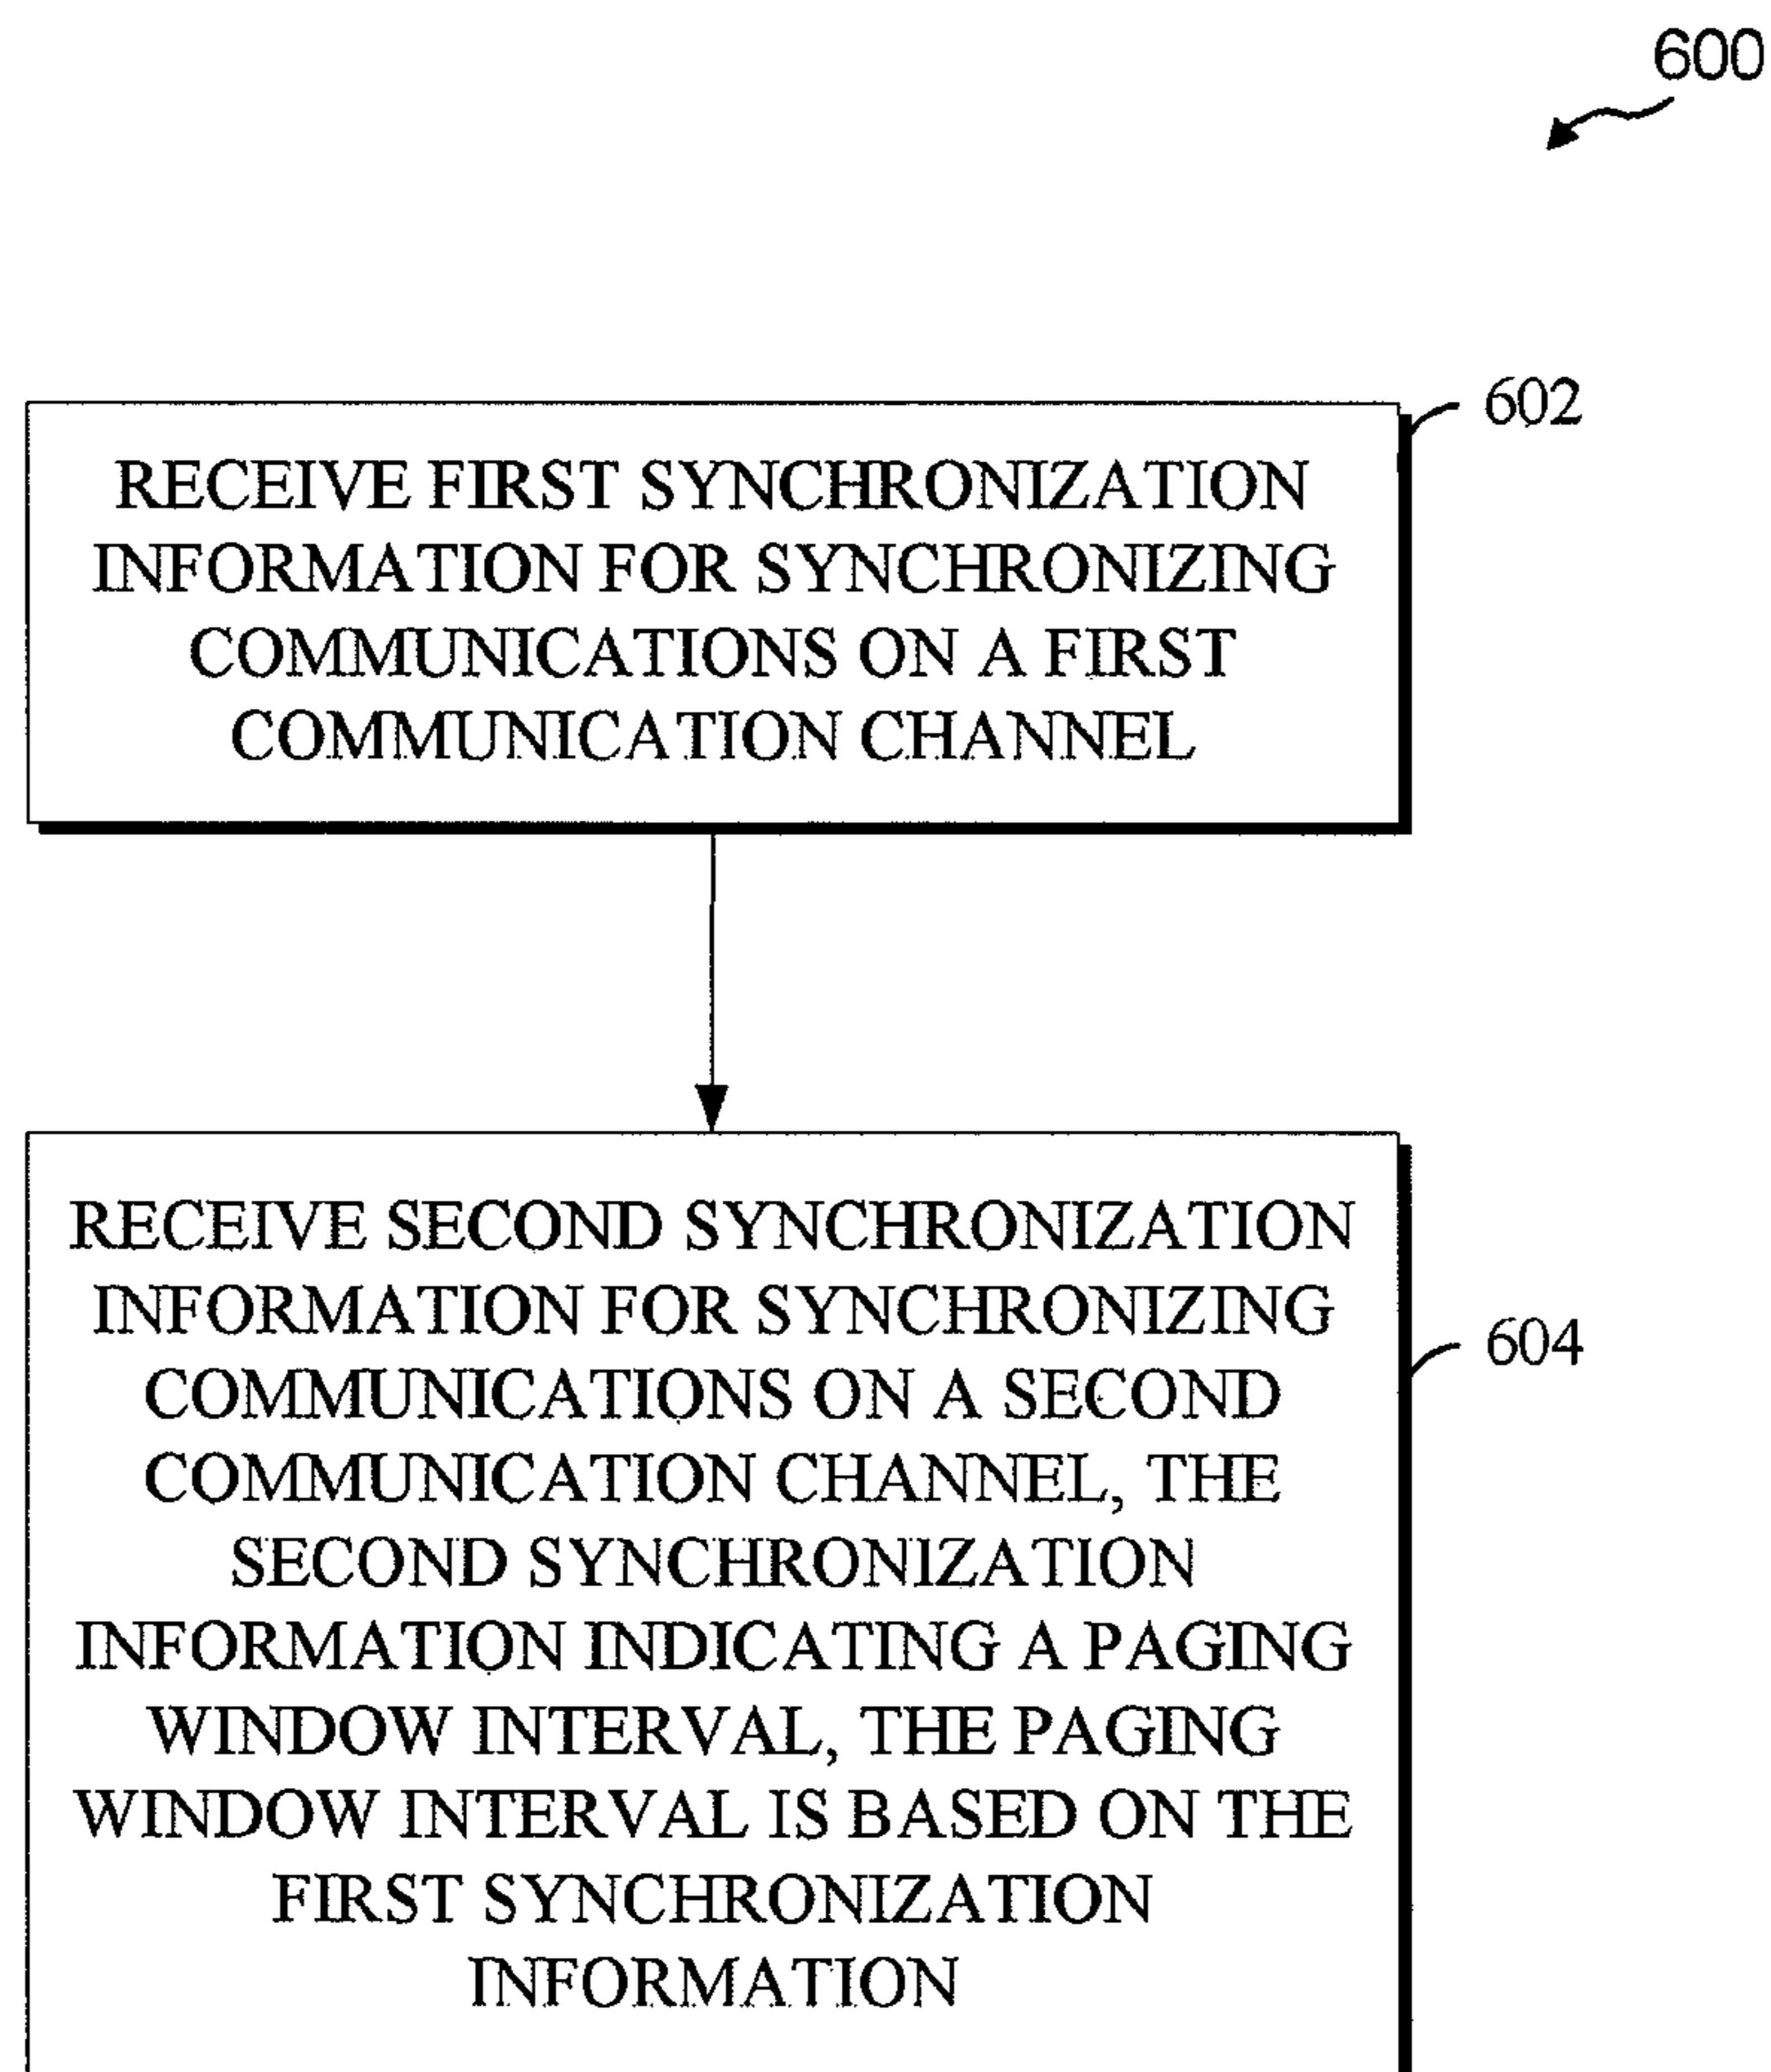 600
602
RECEIVE FIRST SYNCHRONIZATION
INFORMATION FOR SYNCHRONIZING
COMMUNICATIONS ON A FIRST
COMMUNICATION CHANNEL
RECEIVE SECOND SYNCHRONIZATION
INFORMATION FOR SYNCHRONIZING
604
COMMUNICATIONS ON A SECOND
COMMUNICATION CHANNEL, THE
SECOND SYNCHRONIZATION
INFORMATION INDICATING A PAGING
WINDOW INTERVAL, THE PAGING
WINDOW INTERVAL IS BASED ON THE
FIRST SYNCHRONIZATION
INFORMATION